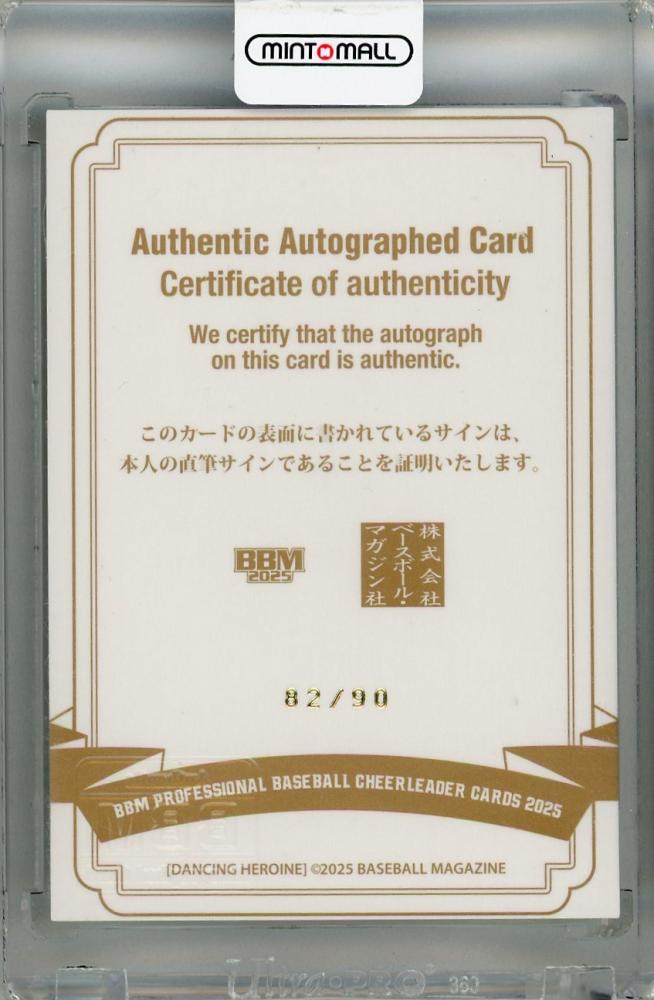 MINTMALL
Authentic Autographed Card
Certificate of authenticity
We certify that the autograph
on this card is authentic.
このカードの表面に書かれているサインは、
本人の直筆サインであることを証明いたします。
BBM
2025
株式会社
ベースボール・
マガジン社
82/90
BBM PROFESSIONAL BASEBALL CHEERLEADER CARDS 2025
[DANCING HEROINE] ©2025 BASEBALL MAGAZINE
Ultra·PRO® 360